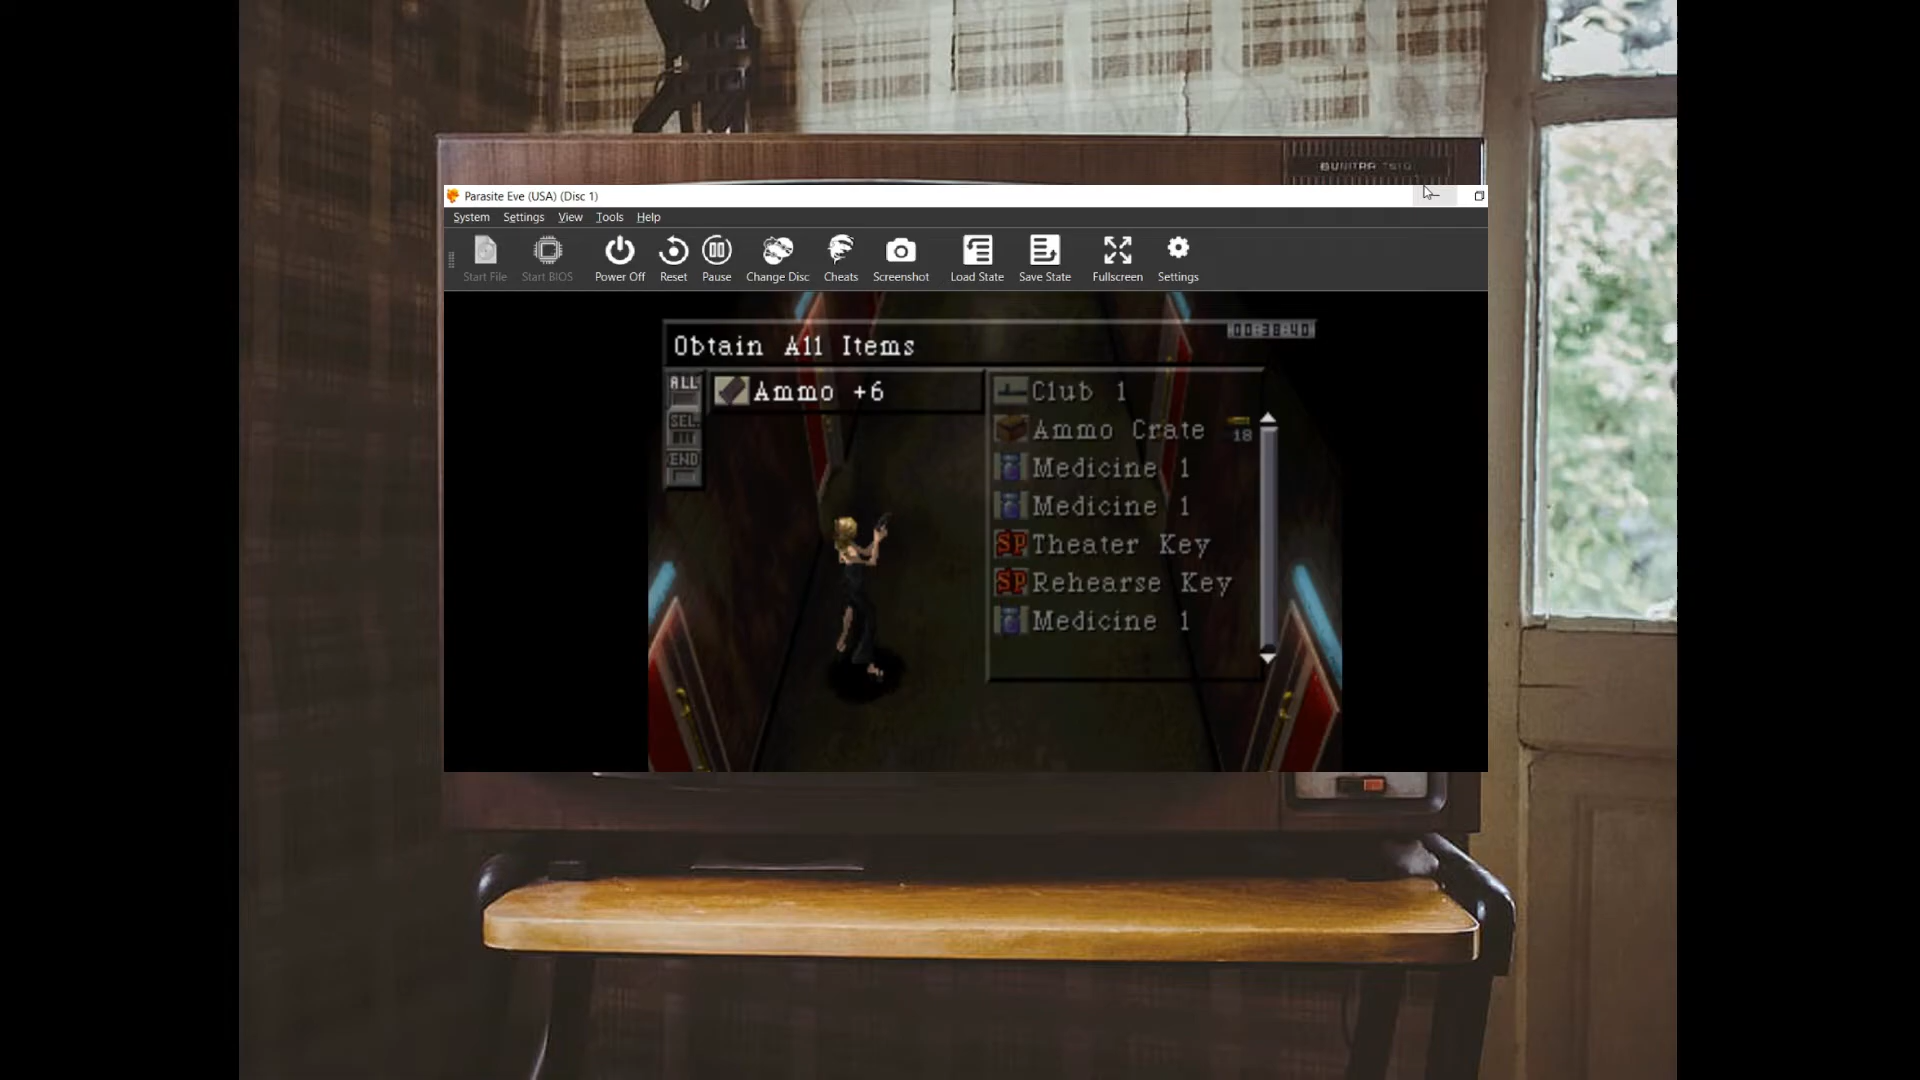 Parasite Eve (USA) (Disc 1)
System Settings View Tools Help
Start File Start BIOS Power Off Reset Pause Change Disc Cheats Screenshot Load State Save State Fullscreen Settings
00:38:40
Obtain All Items
ALL
SEL.
END
Ammo +6
Club 1
Ammo Crate 18
Medicine 1
Medicine 1
SP Theater Key
SP Rehearse Key
Medicine 1